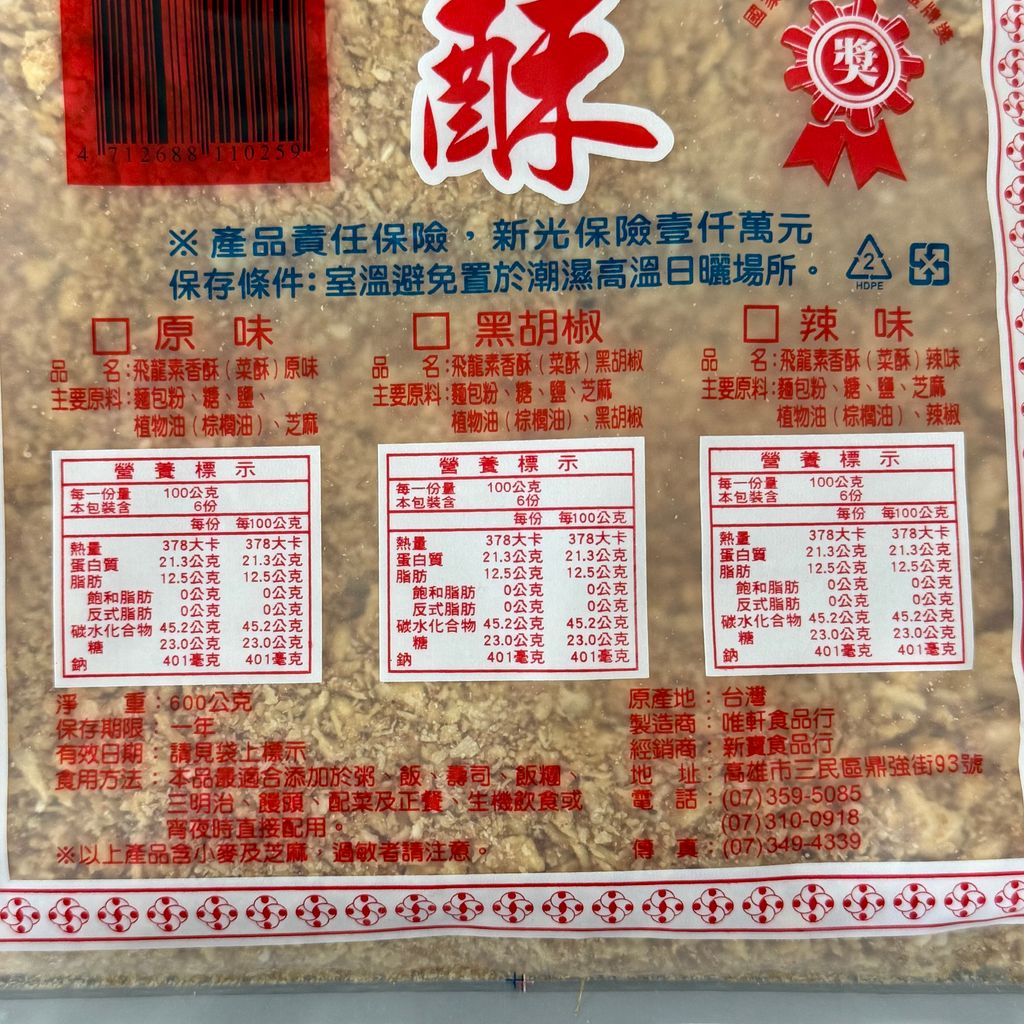 酥
獎
4 712688 110259
※產品責任保險，新光保險壹仟萬元
保存條件：室溫避免置於潮濕高溫日曬場所。
2
HDPE
□ 原 味
品 名：飛龍素香酥（菜酥）原味
主要原料：麵包粉、糖、鹽、
植物油（棕櫚油）、芝麻
□ 黑胡椒
品 名：飛龍素香酥（菜酥）黑胡椒
主要原料：麵包粉、糖、鹽、芝麻
植物油（棕櫚油）、黑胡椒
□ 辣 味
品 名：飛龍素香酥（菜酥）辣味
主要原料：麵包粉、糖、鹽、芝麻
植物油（棕櫚油）、辣椒
營養標示
每一份量 100公克
本包裝含 6份
每份 每100公克
熱量 378大卡 378大卡
蛋白質 21.3公克 21.3公克
脂肪 12.5公克 12.5公克
飽和脂肪 0公克 0公克
反式脂肪 0公克 0公克
碳水化合物 45.2公克 45.2公克
糖 23.0公克 23.0公克
鈉 401毫克 401毫克
營養標示
每一份量 100公克
本包裝含 6份
每份 每100公克
熱量 378大卡 378大卡
蛋白質 21.3公克 21.3公克
脂肪 12.5公克 12.5公克
飽和脂肪 0公克 0公克
反式脂肪 0公克 0公克
碳水化合物 45.2公克 45.2公克
糖 23.0公克 23.0公克
鈉 401毫克 401毫克
營養標示
每一份量 100公克
本包裝含 6份
每份 每100公克
熱量 378大卡 378大卡
蛋白質 21.3公克 21.3公克
脂肪 12.5公克 12.5公克
飽和脂肪 0公克 0公克
反式脂肪 0公克 0公克
碳水化合物 45.2公克 45.2公克
糖 23.0公克 23.0公克
鈉 401毫克 401毫克
淨 重：600公克
保存期限：一年
有效日期：請見袋上標示
食用方法：本品最適合添加於粥、飯、壽司、飯糰、
三明治、饅頭、配菜及正餐、生機飲食或
宵夜時直接配用。
※以上產品含小麥及芝麻，過敏者請注意。
原產地：台灣
製造商：唯軒食品行
經銷商：新寶食品行
地 址：高雄市三民區鼎強街93號
電 話：(07)359-5085
(07)310-0918
傳 真：(07)349-4339